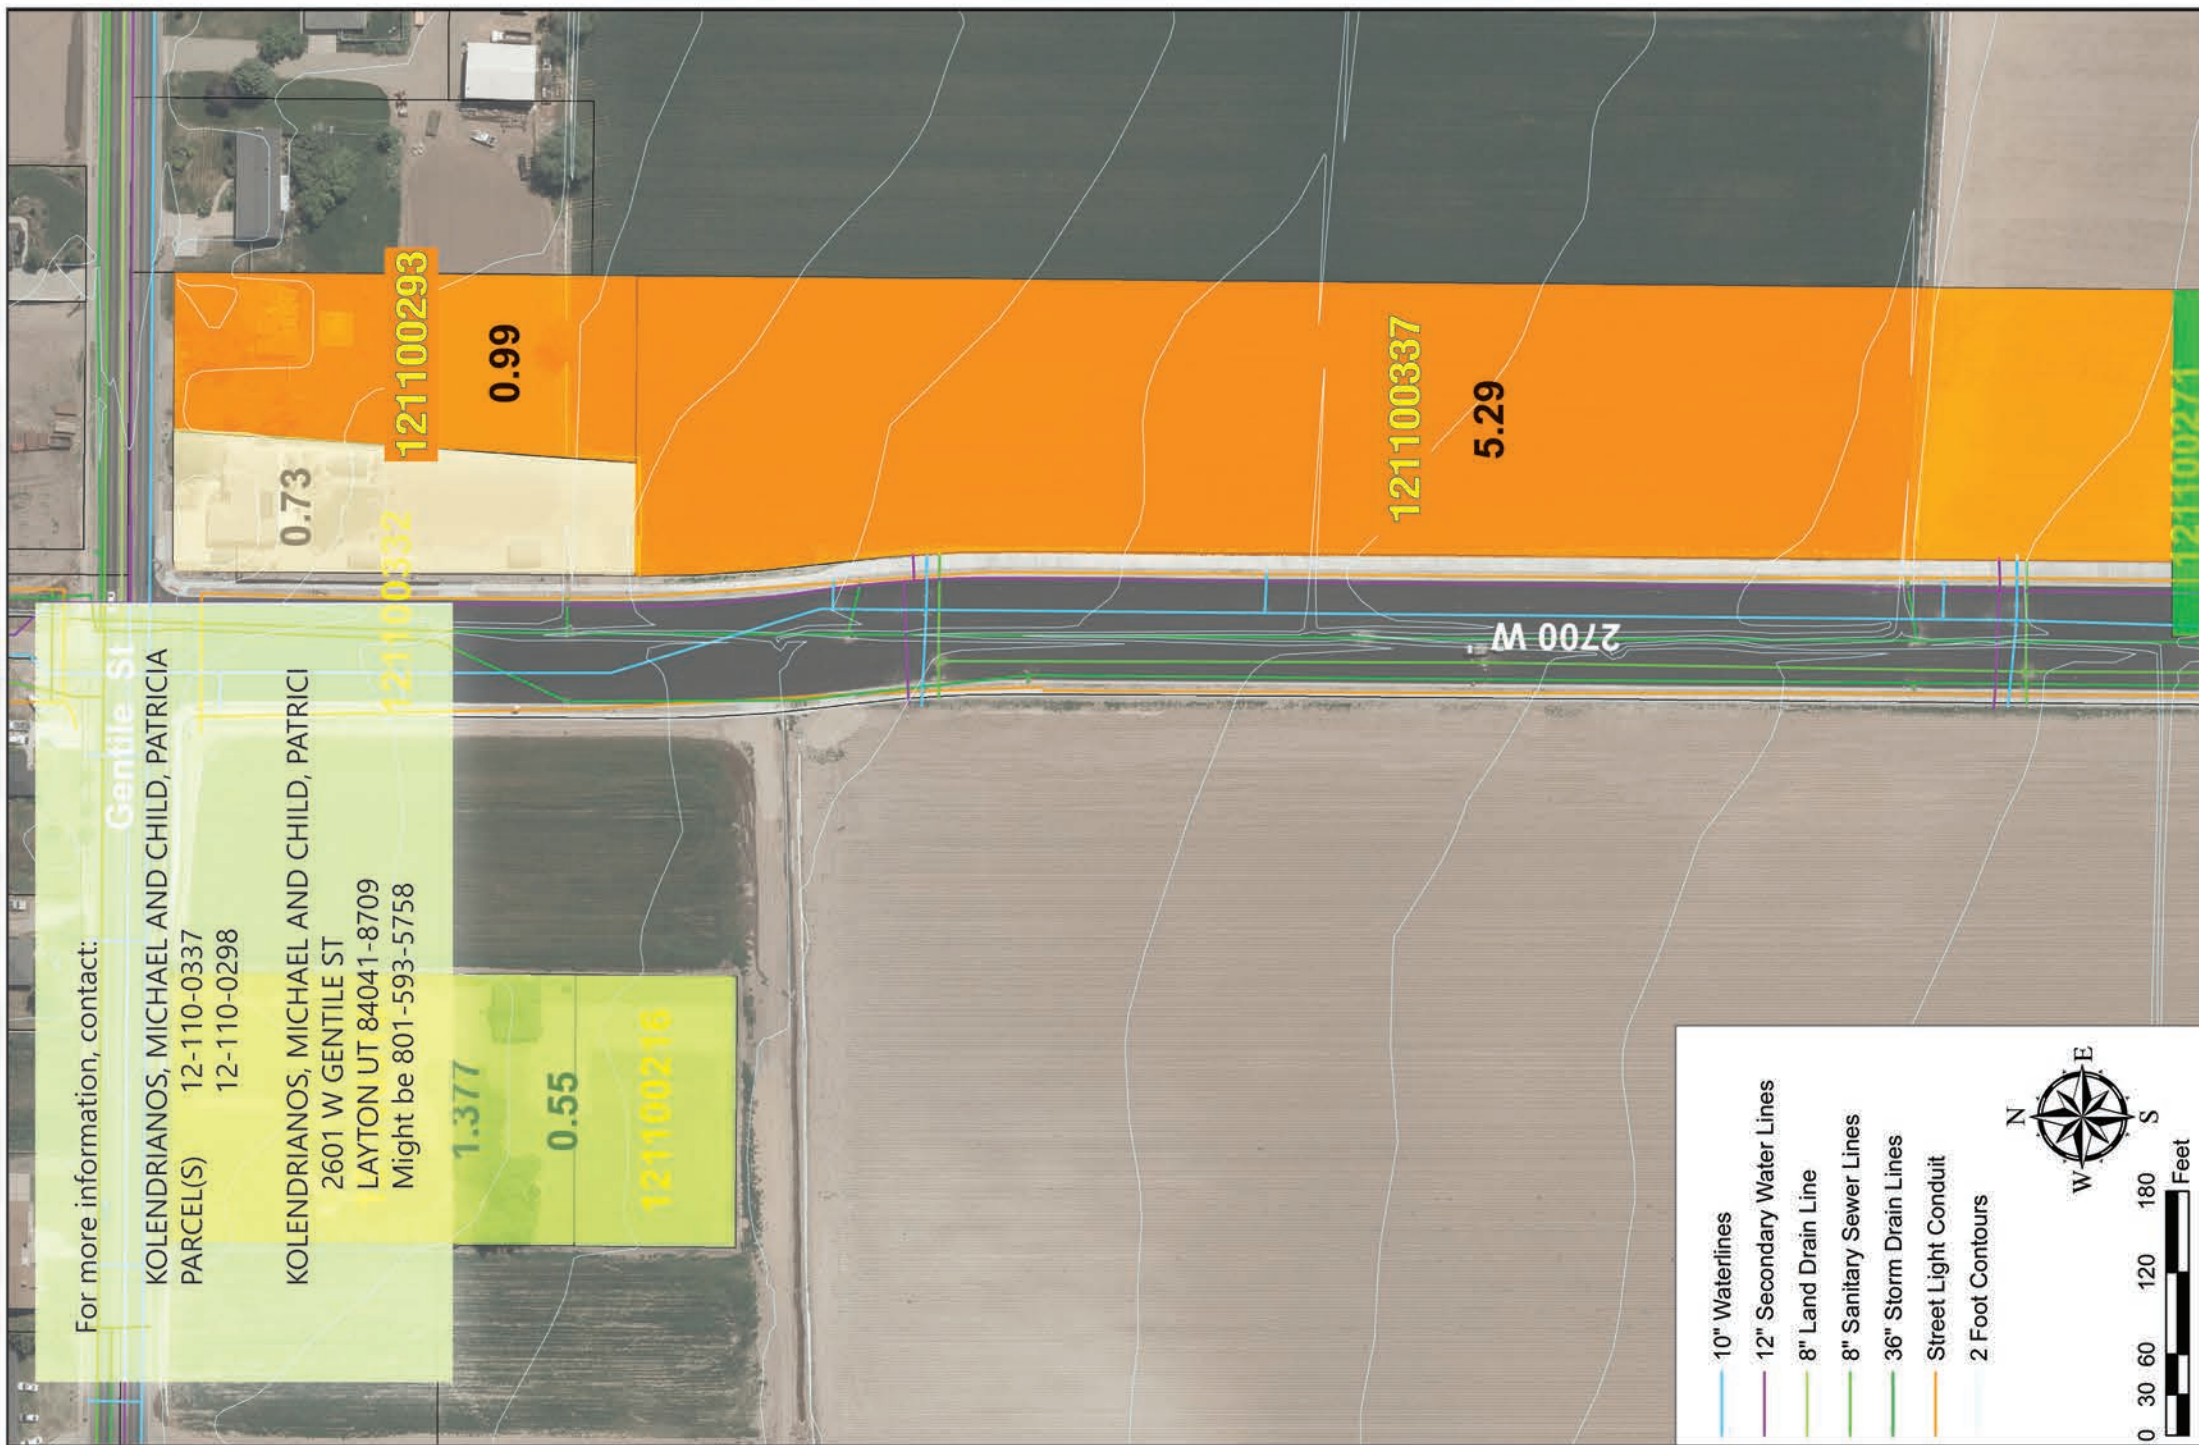 For more information, contact:
KOLENDRIANOS, MICHAEL AND CHILD, PATRICIA
PARCEL(S) 12-110-0337
12-110-0298
KOLENDRIANOS, MICHAEL AND CHILD, PATRICI
2601 W GENTILE ST
LAYTON UT 84041-8709
Might be 801-593-5758
Gentile St
0.73
121100332
121100293
0.99
121100337
5.29
121100271
2700 W
1.377
0.55
121100216
10" Waterlines
12" Secondary Water Lines
8" Land Drain Line
8" Sanitary Sewer Lines
36" Storm Drain Lines
Street Light Conduit
2 Foot Contours
N
W E
S
0 30 60 120 180
Feet